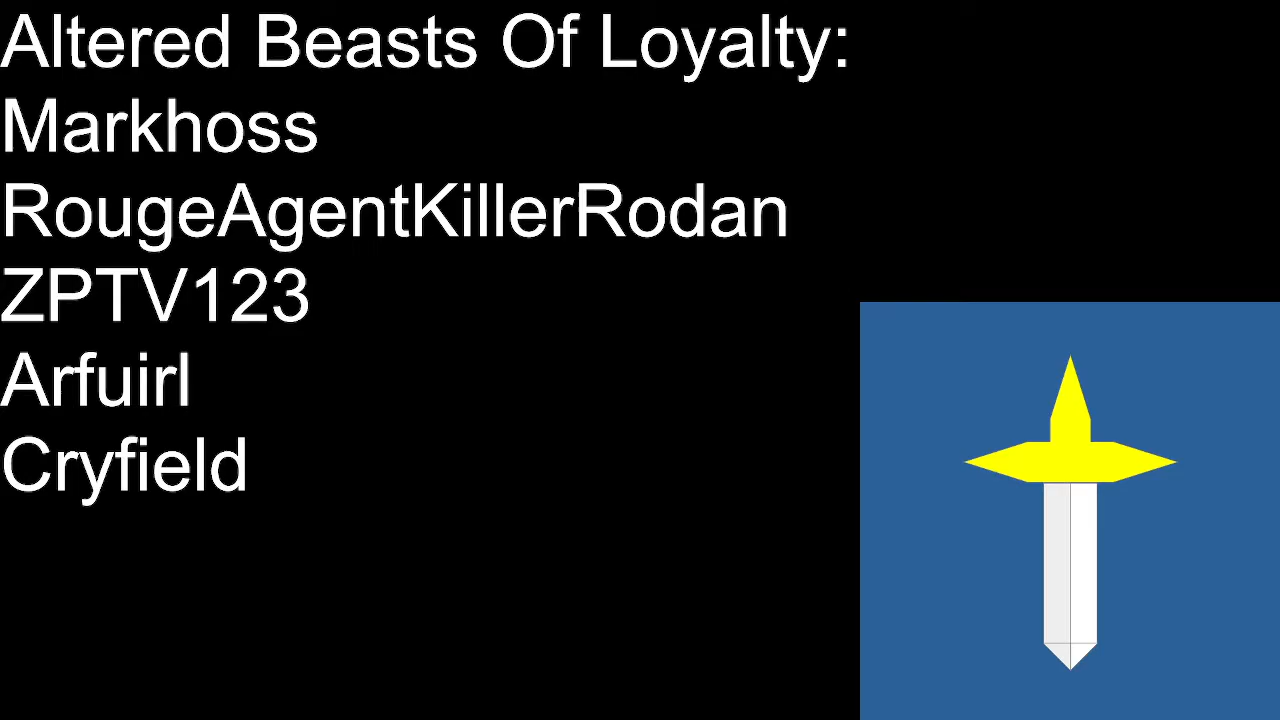 Altered Beasts Of Loyalty:
Markhoss
RougeAgentKillerRodan
ZPTV123
Arfuirl
Cryfield